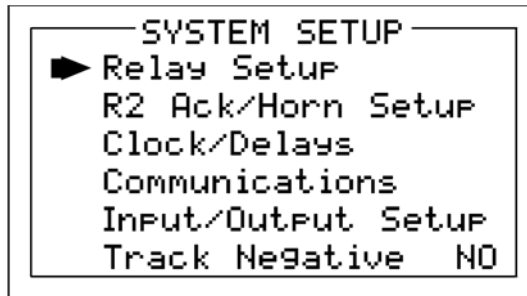 SYSTEM SETUP
Relay Setup
R2 Ack/Horn Setup
Clock/Delays
Communications
Input/Output Setup
Track Negative NO